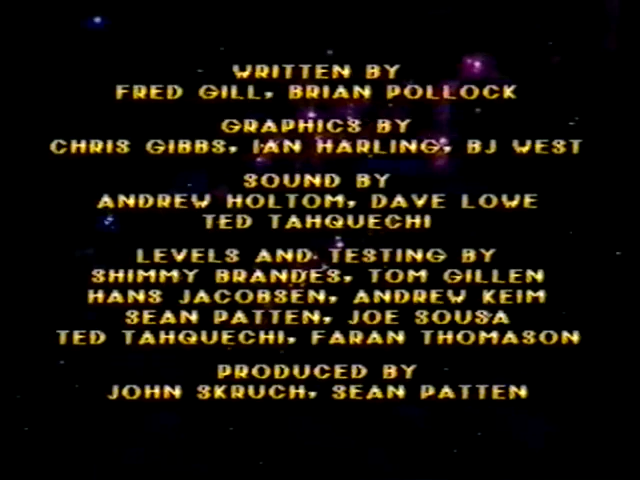 WRITTEN BY
FRED GILL, BRIAN POLLOCK
GRAPHICS BY
CHRIS GIBBS, IAN HARLING, BJ WEST
SOUND BY
ANDREW HOLTOM, DAVE LOWE
TED TAHQUECHI
LEVELS AND TESTING BY
SHIMMY BRANDES, TOM GILLEN
HANS JACOBSEN, ANDREW KEIM
SEAN PATTEN, JOE SOUSA
TED TAHQUECHI, FARAN THOMASON
PRODUCED BY
JOHN SKRUCH, SEAN PATTEN